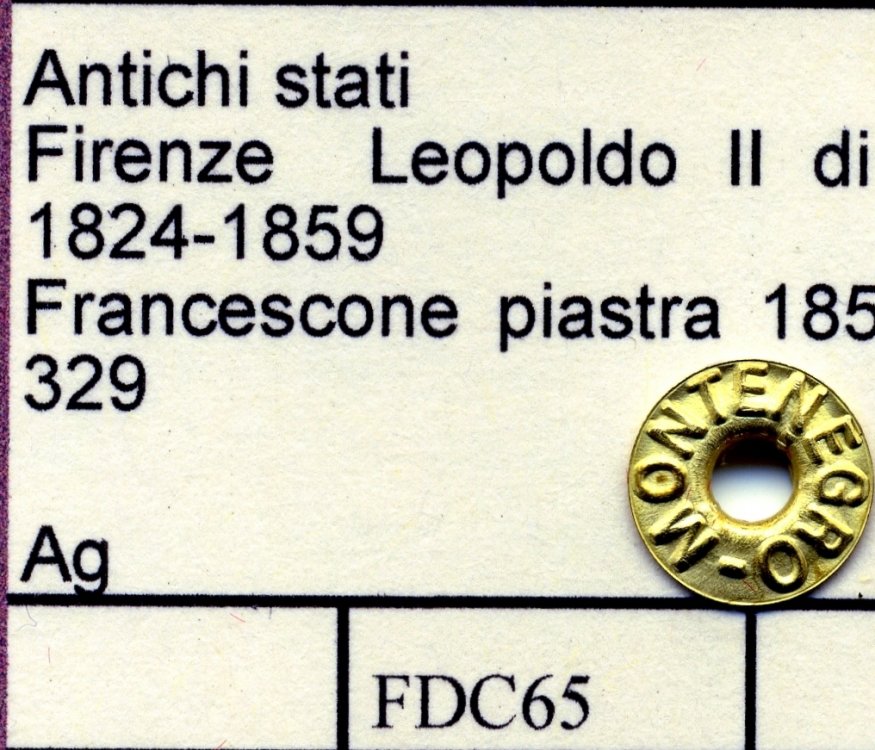 Antichi stati
Firenze Leopoldo II di
1824-1859
Francescone piastra 185
329
MONTENEGRO-
Ag
FDC65